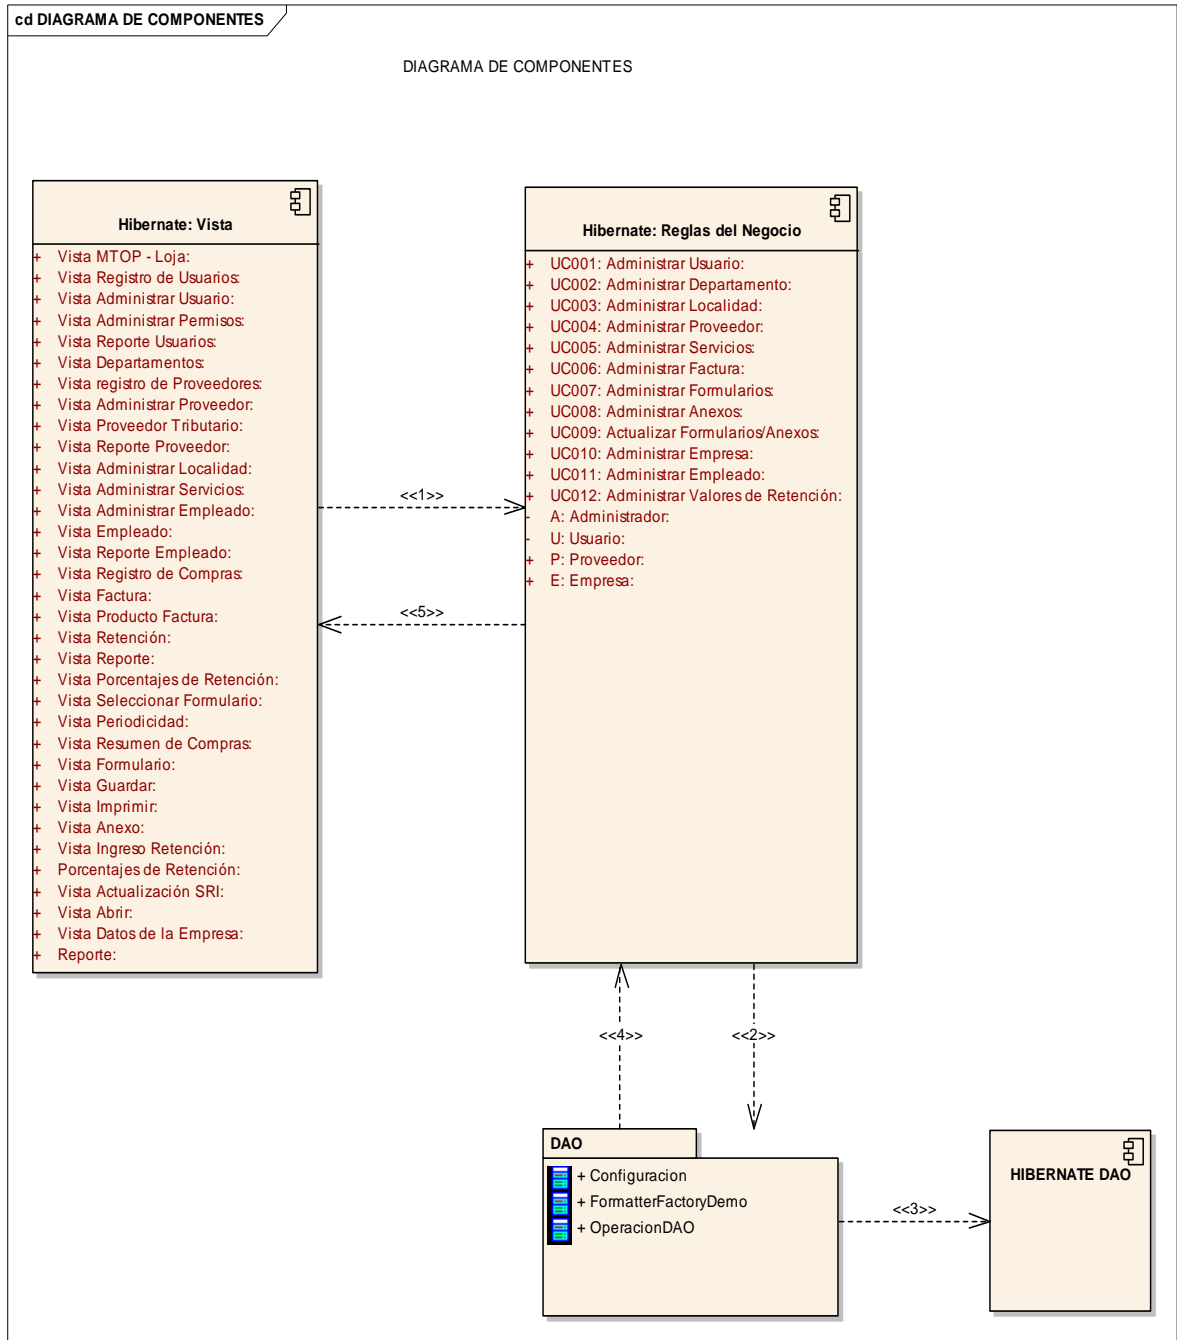 cd DIAGRAMA DE COMPONENTES
DIAGRAMA DE COMPONENTES
Hibernate: Vista
+ Vista MTOP - Loja:
+ Vista Registro de Usuarios:
+ Vista Administrar Usuario:
+ Vista Administrar Permisos:
+ Vista Reporte Usuarios:
+ Vista Departamentos:
+ Vista registro de Proveedores:
+ Vista Administrar Proveedor:
+ Vista Proveedor Tributario:
+ Vista Reporte Proveedor:
+ Vista Administrar Localidad:
+ Vista Administrar Servicios:
+ Vista Administrar Empleado:
+ Vista Empleado:
+ Vista Reporte Empleado:
+ Vista Registro de Compras:
+ Vista Factura:
+ Vista Producto Factura:
+ Vista Retención:
+ Vista Reporte:
+ Vista Porcentajes de Retención:
+ Vista Seleccionar Formulario:
+ Vista Periodicidad:
+ Vista Resumen de Compras:
+ Vista Formulario:
+ Vista Guardar:
+ Vista Imprimir:
+ Vista Anexo:
+ Vista Ingreso Retención:
+ Porcentajes de Retención:
+ Vista Actualización SRI:
+ Vista Abrir:
+ Vista Datos de la Empresa:
+ Reporte:
<<1>>
<<5>>
Hibernate: Reglas del Negocio
+ UC001: Administrar Usuario:
+ UC002: Administrar Departamento:
+ UC003: Administrar Localidad:
+ UC004: Administrar Proveedor:
+ UC005: Administrar Servicios:
+ UC006: Administrar Factura:
+ UC007: Administrar Formularios:
+ UC008: Administrar Anexos:
+ UC009: Actualizar Formularios/Anexos:
+ UC010: Administrar Empresa:
+ UC011: Administrar Empleado:
+ UC012: Administrar Valores de Retención:
- A: Administrador:
- U: Usuario:
+ P: Proveedor:
+ E: Empresa:
<<4>>
<<2>>
DAO
+ Configuracion
+ FormatterFactoryDemo
+ OperacionDAO
<<3>>
HIBERNATE DAO